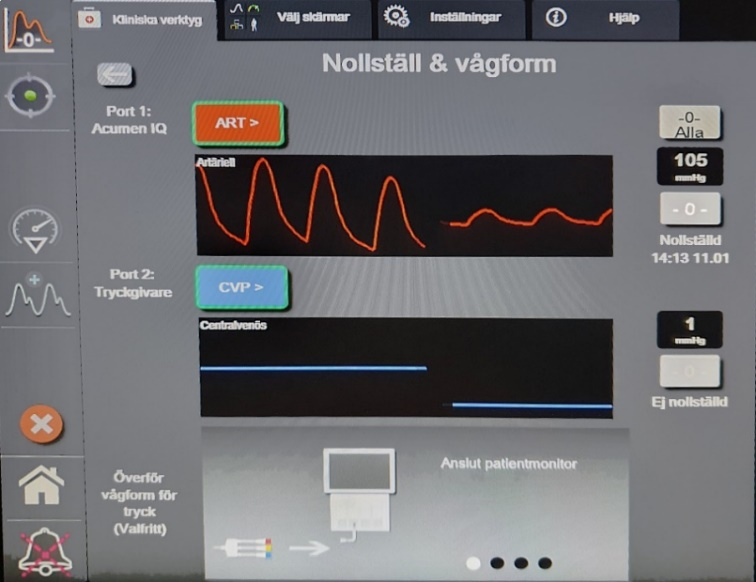 -0-
Kliniska verktyg
Välj skärmar
Inställningar
Hjälp
Nollställ & vågform
Port 1:
Acumen IQ
ART >
-0-
Alla
Artäriell
105
mmHg
- 0 -
Nollställd
14:13 11.01
Port 2:
Tryckgivare
CVP >
Centralvenös
1
mmHg
- 0 -
Ej nollställd
Överför
vågform för
tryck
(Valfritt)
Anslut patientmonitor